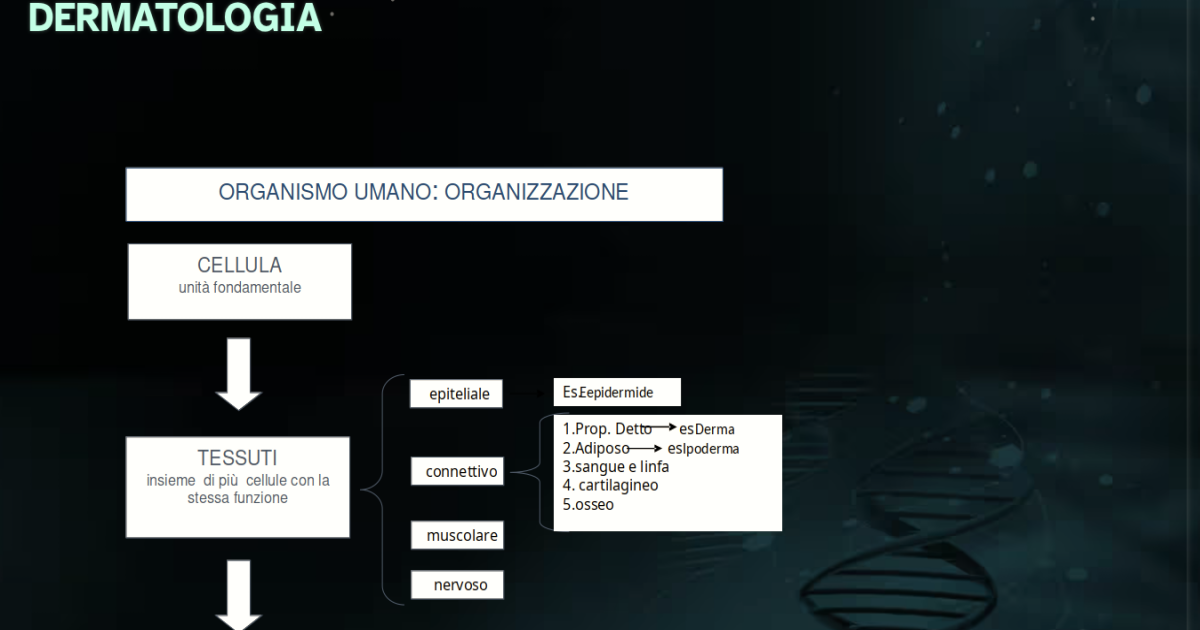 DERMATOLOGIA
ORGANISMO UMANO: ORGANIZZAZIONE
CELLULA
unità fondamentale
TESSUTI
insieme di più cellule con la
stessa funzione
epiteliale
Es.Eepidermide
connettivo
1.Prop. Detto esDerma
2.Adiposo esIpoderma
3.sangue e linfa
4. cartilagineo
5.osseo
muscolare
nervoso